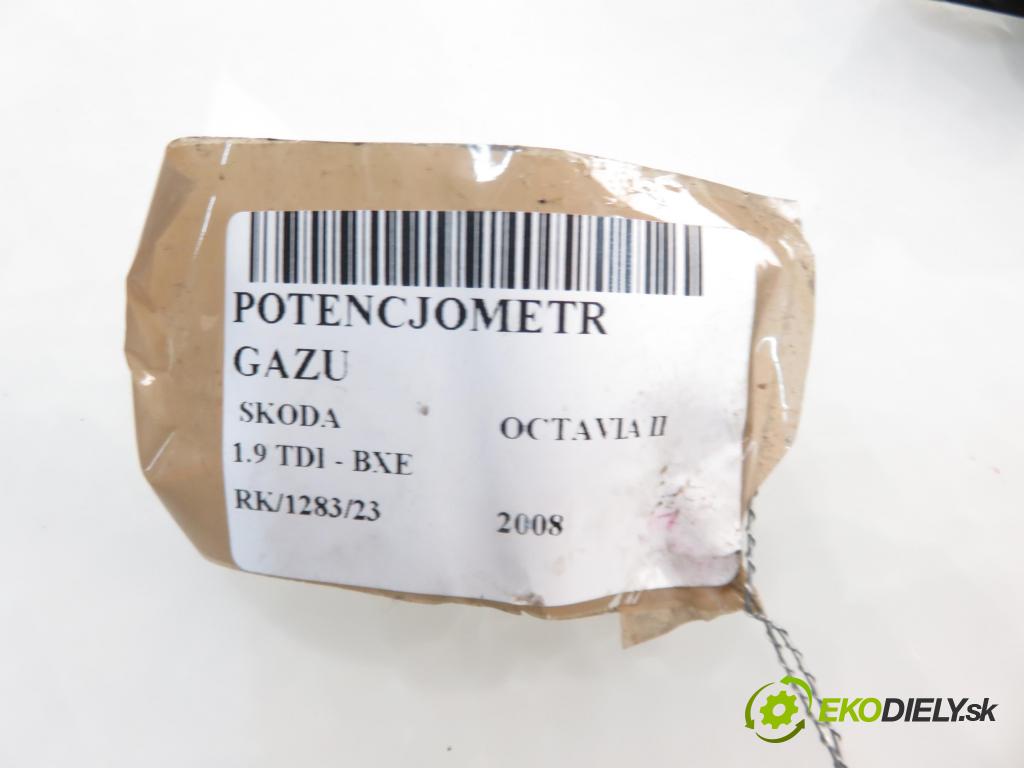 POTENCJOMETR
GAZU
SKODA OCTAVIA II
1.9 TDI - BXE
RK/1283/23 2008
EKODIELY.sk